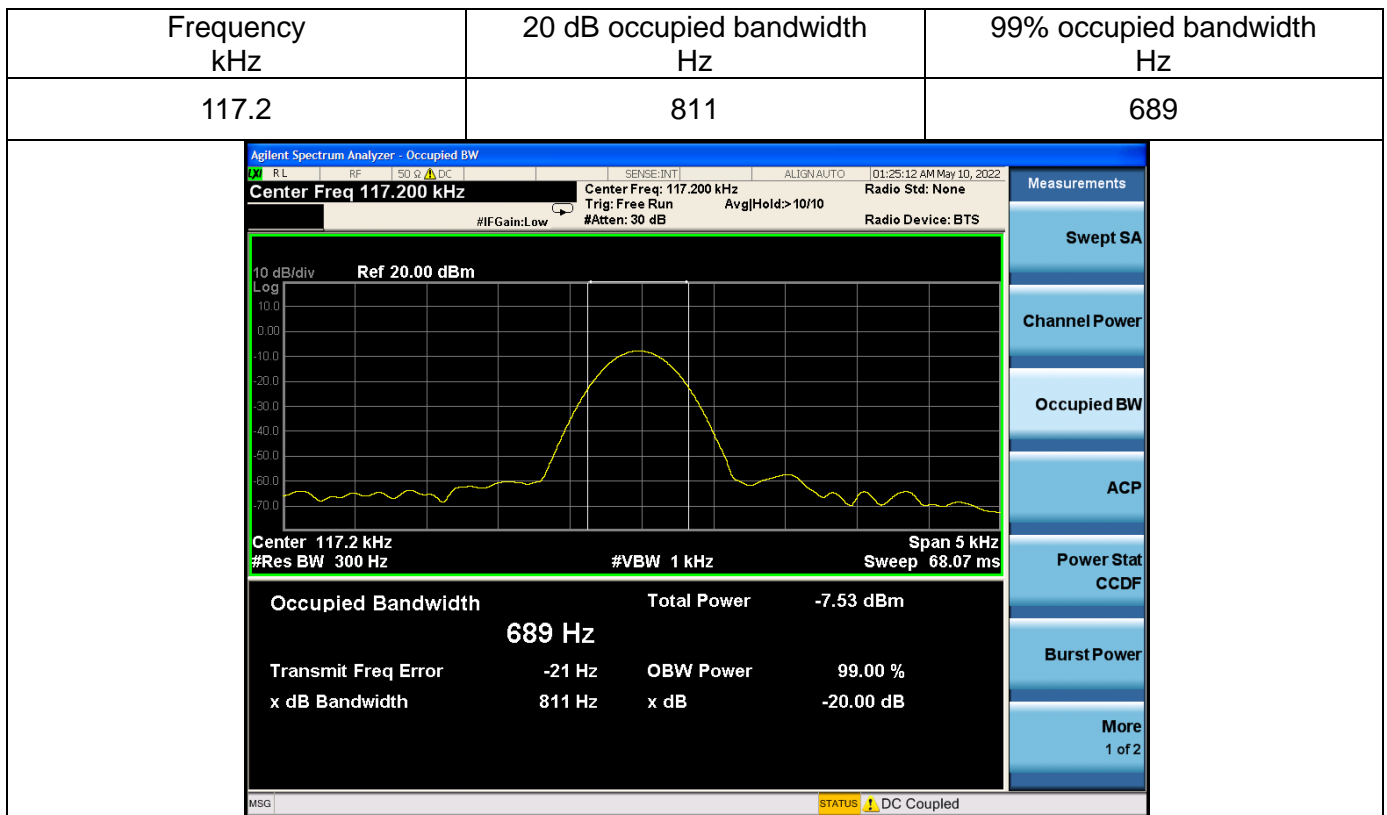 Frequency 20 dB occupied bandwidth 99% occupied bandwidth
kHz Hz Hz
117.2 811 689
Agilent Spectrum Analyzer - Occupied BW
LXI RL RF 50 Ω DC SENSE:INT ALIGN AUTO 01:25:12 AM May 10, 2022
Center Freq 117.200 kHz Center Freq: 117.200 kHz Radio Std: None
Trig: Free Run Avg|Hold:>10/10
#IFGain:Low #Atten: 30 dB Radio Device: BTS
10 dB/div Ref 20.00 dBm
Log
10.0
0.00
-10.0
-20.0
-30.0
-40.0
-50.0
-60.0
-70.0
Center 117.2 kHz Span 5 kHz
#Res BW 300 Hz #VBW 1 kHz Sweep 68.07 ms
Occupied Bandwidth Total Power -7.53 dBm
689 Hz
Transmit Freq Error -21 Hz OBW Power 99.00 %
x dB Bandwidth 811 Hz x dB -20.00 dB
MSG STATUS DC Coupled
Measurements
Swept SA
Channel Power
Occupied BW
ACP
Power Stat
CCDF
Burst Power
More
1 of 2